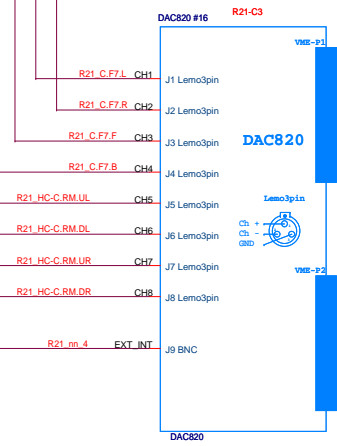 R21-C3
DAC820 #16
VME-P1
R21_C.F7.L CH1 J1 Lemo3pin
R21_C.F7.R CH2 J2 Lemo3pin
R21_C.F7.F CH3 J3 Lemo3pin
DAC820
R21_C.F7.B CH4 J4 Lemo3pin
R21_HC-C.RM.UL CH5 J5 Lemo3pin
Lemo3pin
Ch +
Ch -
GND
R21_HC-C.RM.DL CH6 J6 Lemo3pin
R21_HC-C.RM.UR CH7 J7 Lemo3pin
VME-P2
R21_HC-C.RM.DR CH8 J8 Lemo3pin
R21_nn_4 EXT_INT J9 BNC
DAC820